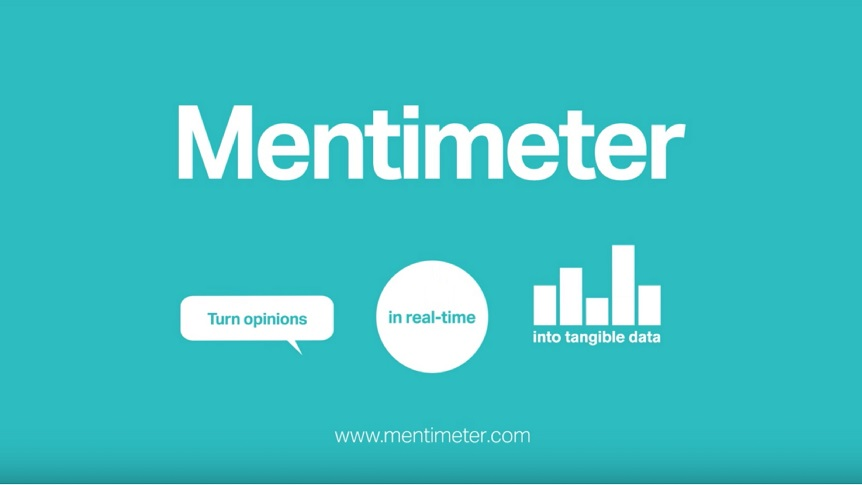 Mentimeter
Turn opinions
in real-time
into tangible data
www.mentimeter.com